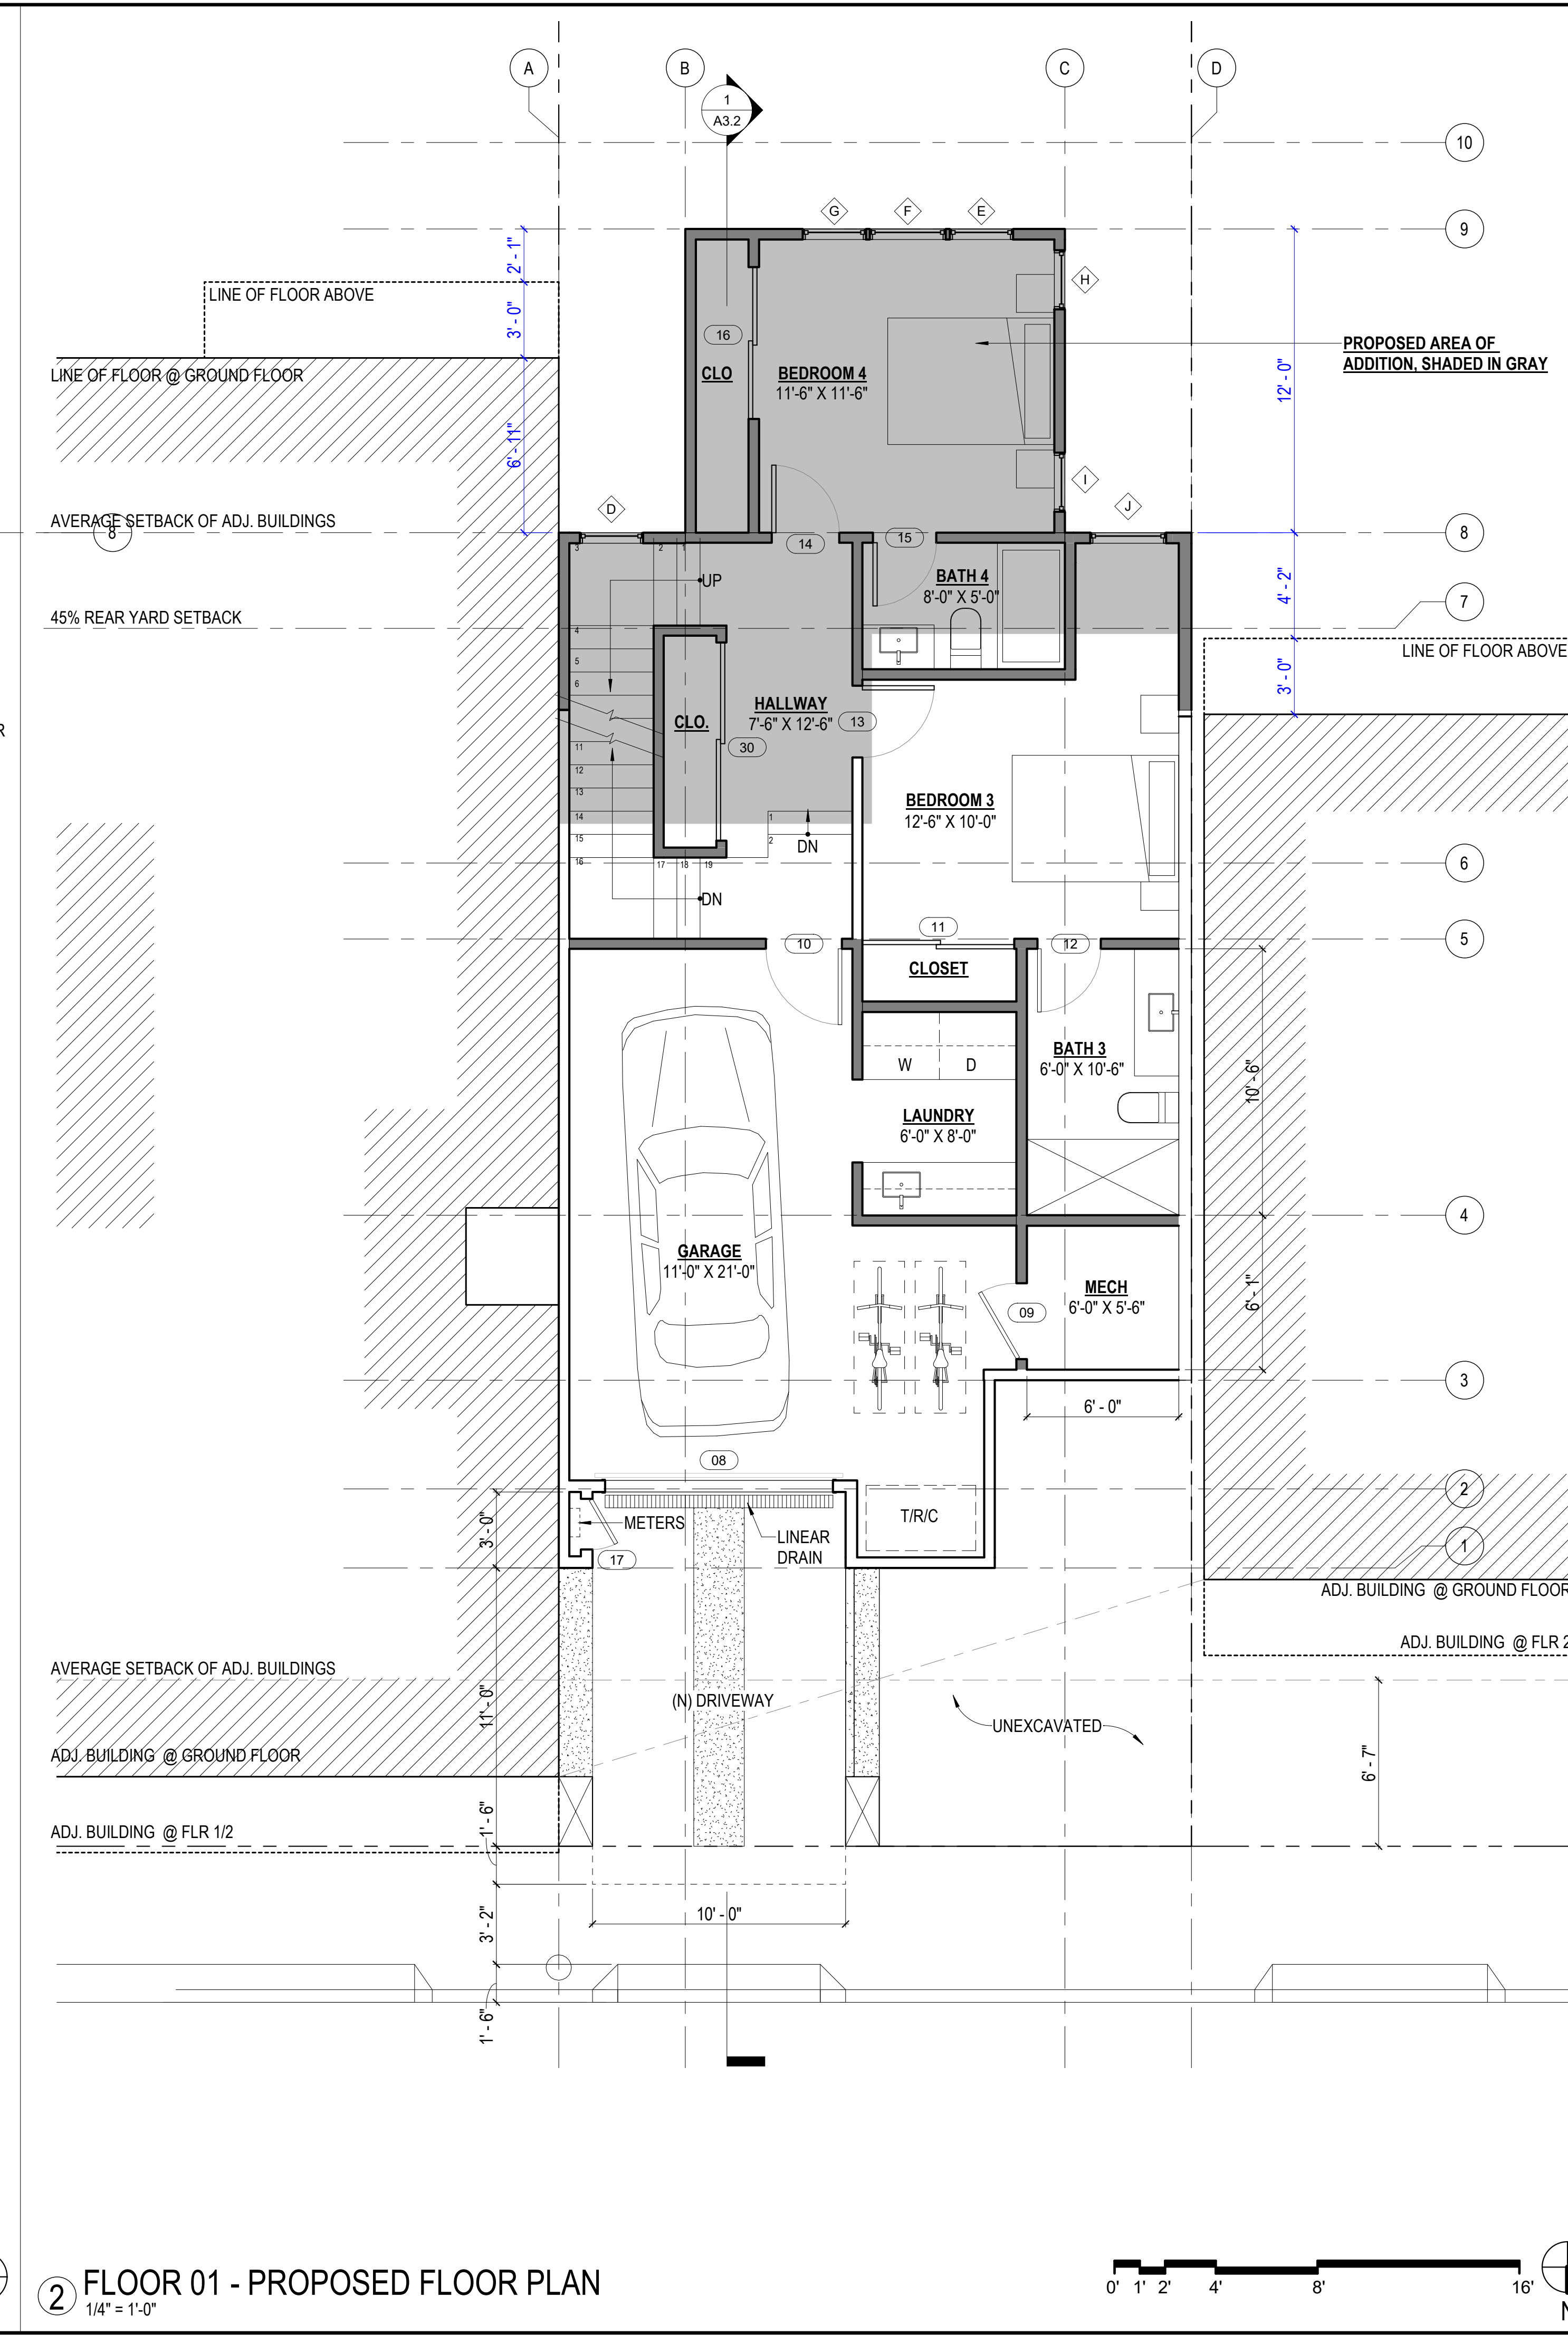 A
B
C
D
1
A3.2
10
G
F
E
9
2' - 1"
H
LINE OF FLOOR ABOVE
3' - 0"
16
PROPOSED AREA OF
ADDITION, SHADED IN GRAY
LINE OF FLOOR @ GROUND FLOOR
CLO
BEDROOM 4
11'-6" X 11'-6"
12' - 0"
6' - 11"
I
D
J
AVERAGE SETBACK OF ADJ. BUILDINGS
8
8
3
2
1
14
15
UP
BATH 4
8'-0" X 5'-0"
4' - 2"
7
45% REAR YARD SETBACK
4
LINE OF FLOOR ABOVE
5
6
3' - 0"
HALLWAY
7'-6" X 12'-6"
13
CLO.
R
30
11
12
13
14
15
16
BEDROOM 3
12'-6" X 10'-0"
1
2
DN
17
18
19
6
DN
11
10
12
5
CLOSET
W
D
BATH 3
6'-0" X 10'-6"
10' - 6"
LAUNDRY
6'-0" X 8'-0"
4
GARAGE
11'-0" X 21'-0"
MECH
6'-0" X 5'-6"
6' - 1"
09
3
6' - 0"
08
2
T/R/C
METERS
3' - 0"
LINEAR
DRAIN
17
1
ADJ. BUILDING @ GROUND FLOOR
ADJ. BUILDING @ FLR 2
AVERAGE SETBACK OF ADJ. BUILDINGS
11' - 0"
(N) DRIVEWAY
UNEXCAVATED
ADJ. BUILDING @ GROUND FLOOR
6' - 7"
1' - 6"
ADJ. BUILDING @ FLR 1/2
10' - 0"
3' - 2"
1' - 6"
2
FLOOR 01 - PROPOSED FLOOR PLAN
1/4" = 1'-0"
0'
1'
2'
4'
8'
16'
N